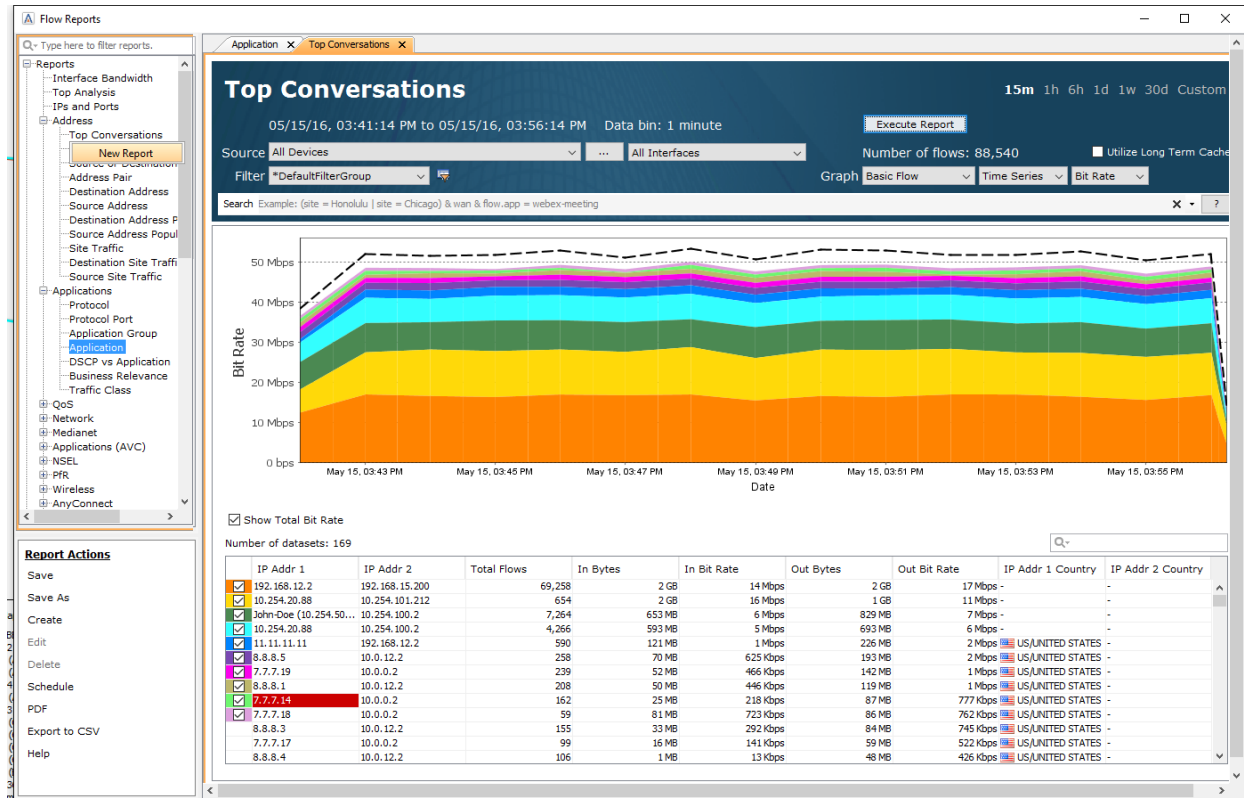 Flow Reports
Type here to filter reports.
Reports
Interface Bandwidth
Top Analysis
IPs and Ports
Address
Top Conversations
New Report
Source or Destination
Address Pair
Destination Address
Source Address
Destination Address P
Source Address Popul
Site Traffic
Destination Site Traffi
Source Site Traffic
Applications
Protocol
Protocol Port
Application Group
Application
DSCP vs Application
Business Relevance
Traffic Class
QoS
Network
Medianet
Applications (AVC)
NSEL
PfR
Wireless
AnyConnect
Report Actions
Save
Save As
Create
Edit
Delete
Schedule
PDF
Export to CSV
Help
Application X Top Conversations X
Top Conversations
15m 1h 6h 1d 1w 30d Custom
05/15/16, 03:41:14 PM to 05/15/16, 03:56:14 PM Data bin: 1 minute
Execute Report
Source All Devices ... All Interfaces Number of flows: 88,540 Utilize Long Term Cache
Filter *DefaultFilterGroup Graph Basic Flow Time Series Bit Rate
Search Example: (site = Honolulu | site = Chicago) & wan & flow.app = webex-meeting X ?
Bit Rate
50 Mbps
40 Mbps
30 Mbps
20 Mbps
10 Mbps
0 bps
May 15, 03:43 PM May 15, 03:45 PM May 15, 03:47 PM May 15, 03:49 PM May 15, 03:51 PM May 15, 03:53 PM May 15, 03:55 PM
Date
Show Total Bit Rate
Number of datasets: 169
IP Addr 1 IP Addr 2 Total Flows In Bytes In Bit Rate Out Bytes Out Bit Rate IP Addr 1 Country IP Addr 2 Country
192.168.12.2 192.168.15.200 69,258 2 GB 14 Mbps 2 GB 17 Mbps - -
10.254.20.88 10.254.101.212 654 2 GB 16 Mbps 1 GB 11 Mbps - -
John-Doe (10.254.50... 10.254.100.2 7,264 653 MB 6 Mbps 829 MB 7 Mbps - -
10.254.20.88 10.254.100.2 4,266 593 MB 5 Mbps 693 MB 6 Mbps - -
11.11.11.11 192.168.12.2 590 121 MB 1 Mbps 226 MB 2 Mbps US/UNITED STATES -
8.8.8.5 10.0.12.2 258 70 MB 625 Kbps 193 MB 2 Mbps US/UNITED STATES -
7.7.7.19 10.0.0.2 239 52 MB 466 Kbps 142 MB 1 Mbps US/UNITED STATES -
8.8.8.1 10.0.12.2 208 50 MB 446 Kbps 119 MB 1 Mbps US/UNITED STATES -
7.7.7.14 10.0.0.2 162 25 MB 218 Kbps 87 MB 777 Kbps US/UNITED STATES -
7.7.7.18 10.0.0.2 59 81 MB 723 Kbps 86 MB 762 Kbps US/UNITED STATES -
8.8.8.3 10.0.12.2 155 33 MB 292 Kbps 84 MB 745 Kbps US/UNITED STATES -
7.7.7.17 10.0.0.2 99 16 MB 141 Kbps 59 MB 522 Kbps US/UNITED STATES -
8.8.8.4 10.0.12.2 106 1 MB 13 Kbps 48 MB 426 Kbps US/UNITED STATES -